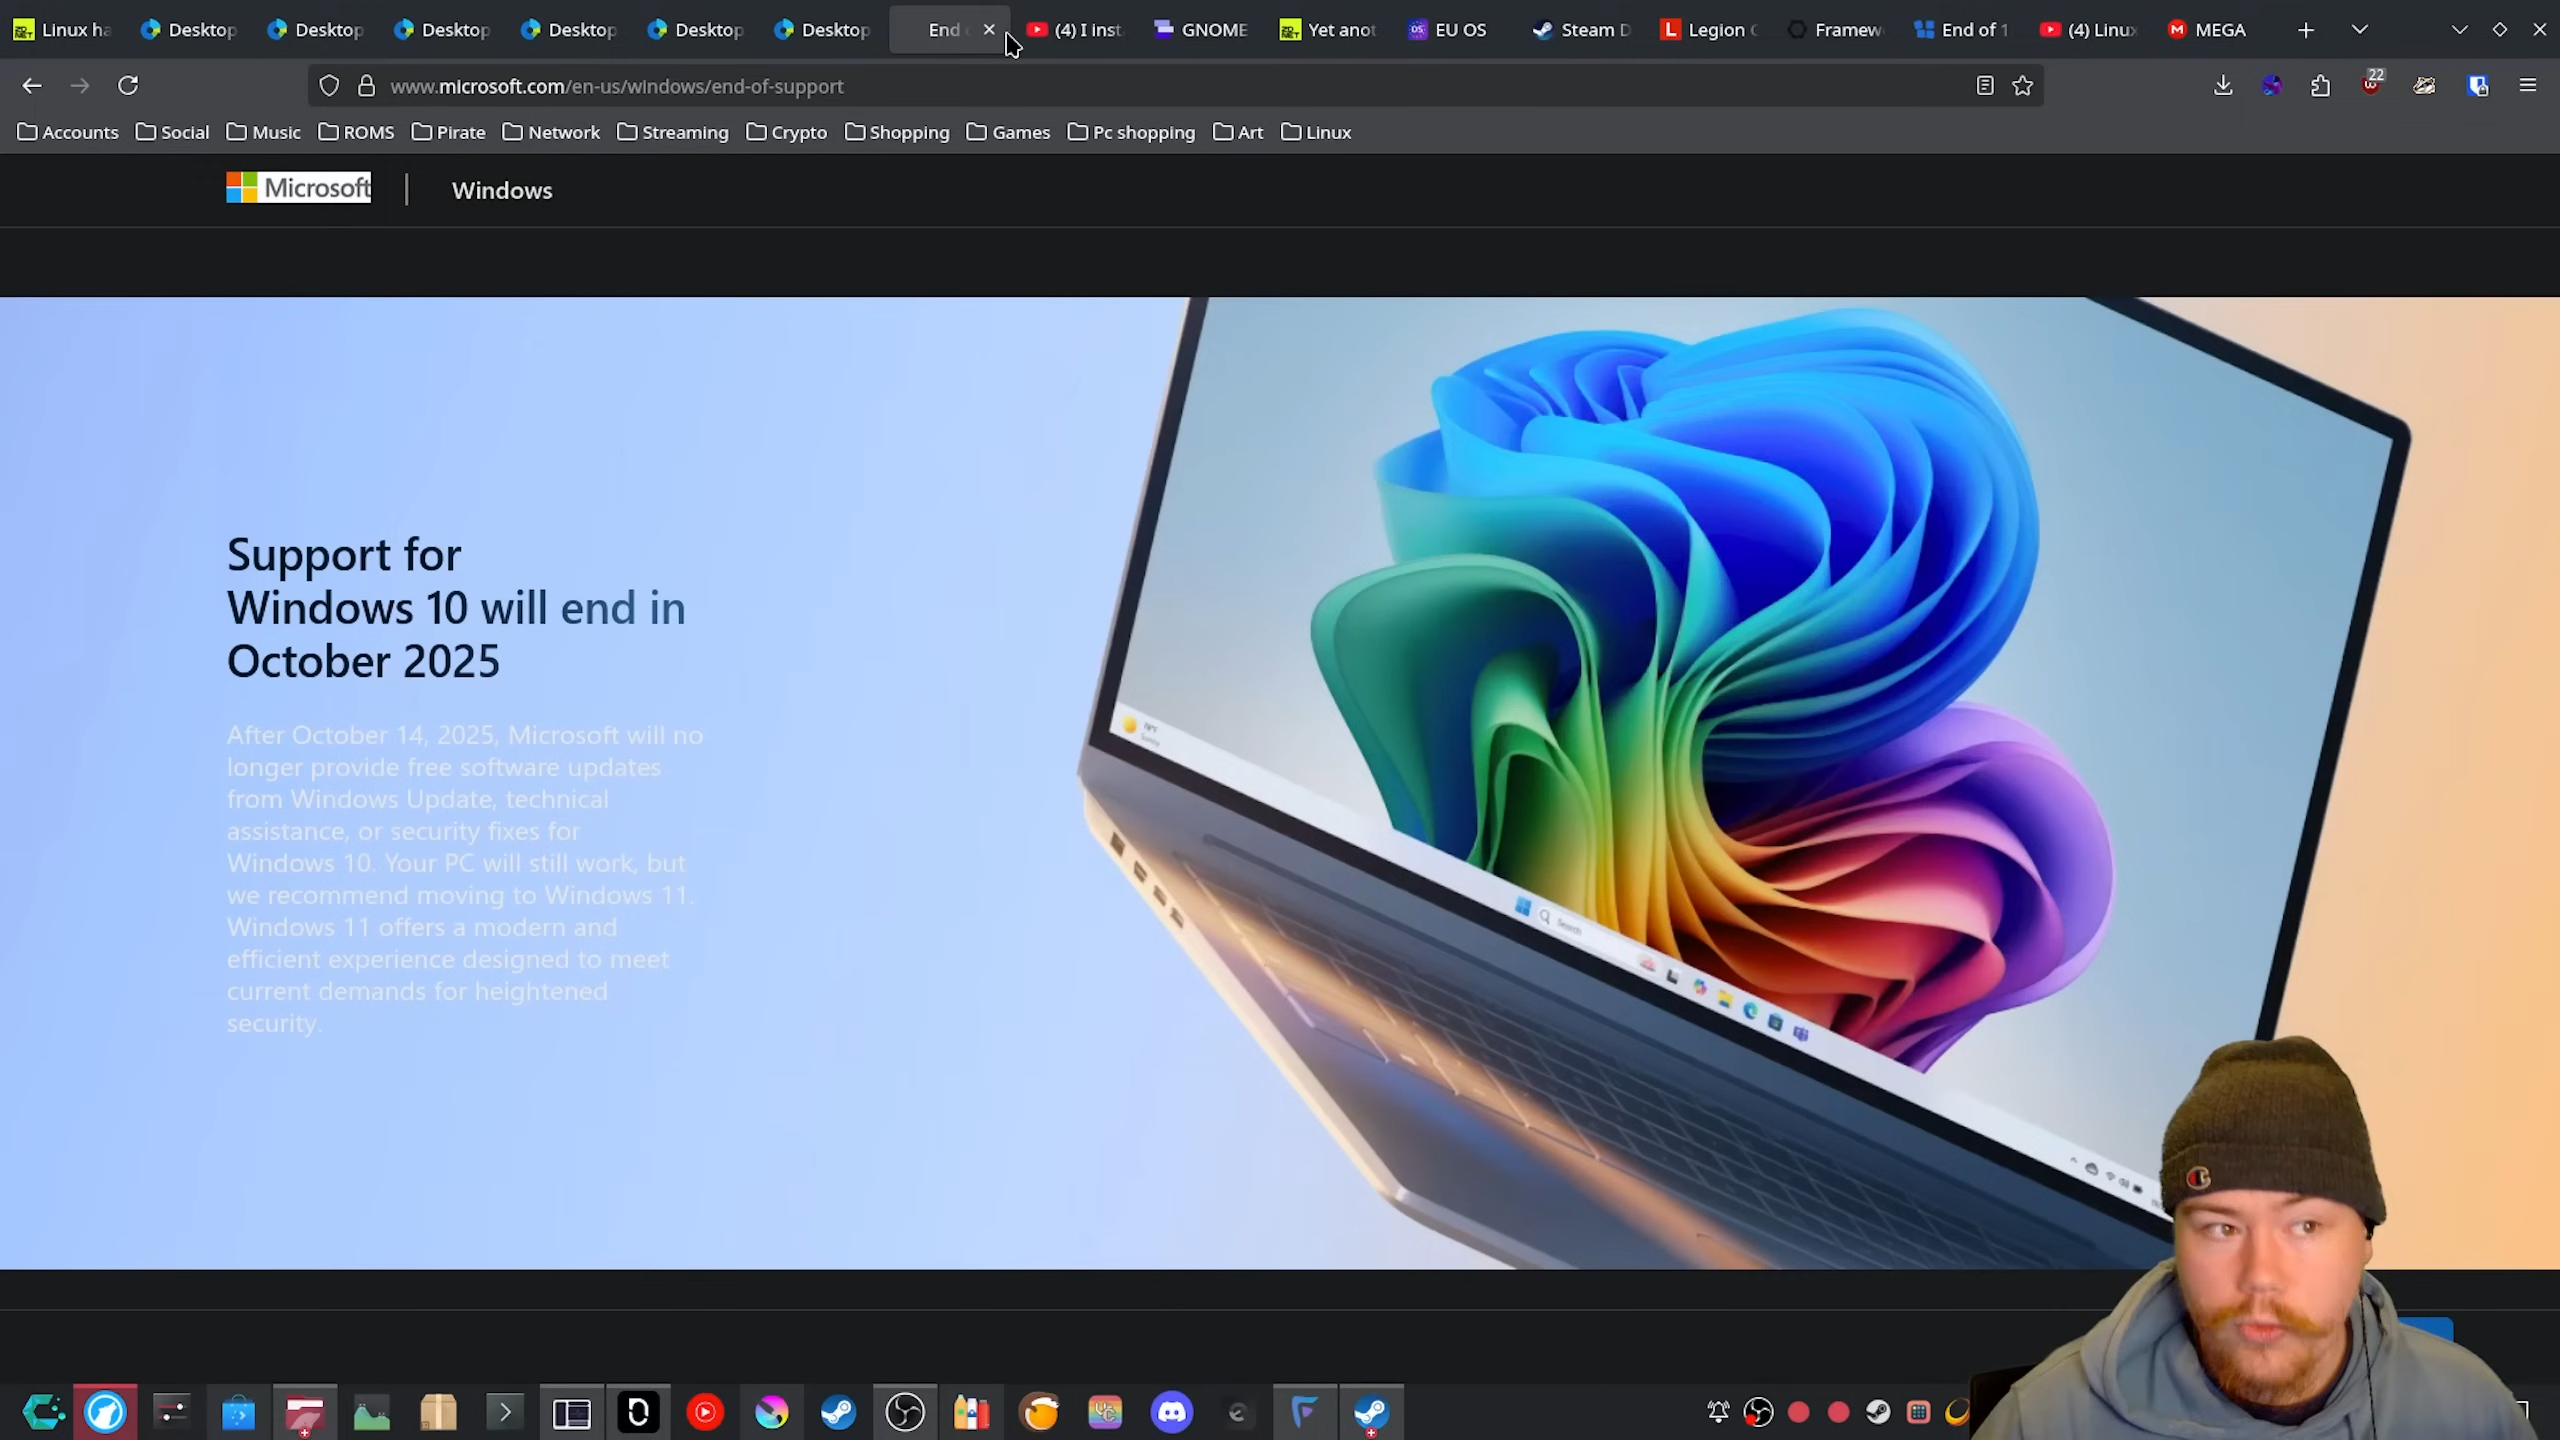 Linux ha
Desktop
Desktop
Desktop
Desktop
Desktop
Desktop
End
(4) I inst
GNOME
Yet anot
EU OS
Steam D
Legion
Framew
End of 1
(4) Linux
MEGA
www.microsoft.com/en-us/windows/end-of-support
22
Accounts
Social
Music
ROMS
Pirate
Network
Streaming
Crypto
Shopping
Games
Pc shopping
Art
Linux
Microsoft
Windows
Support for
Windows 10 will end in
October 2025
After October 14, 2025, Microsoft will no
longer provide free software updates
from Windows Update, technical
assistance, or security fixes for
Windows 10. Your PC will still work, but
we recommend moving to Windows 11.
Windows 11 offers a modern and
efficient experience designed to meet
current demands for heightened
security.
Sunny
Search